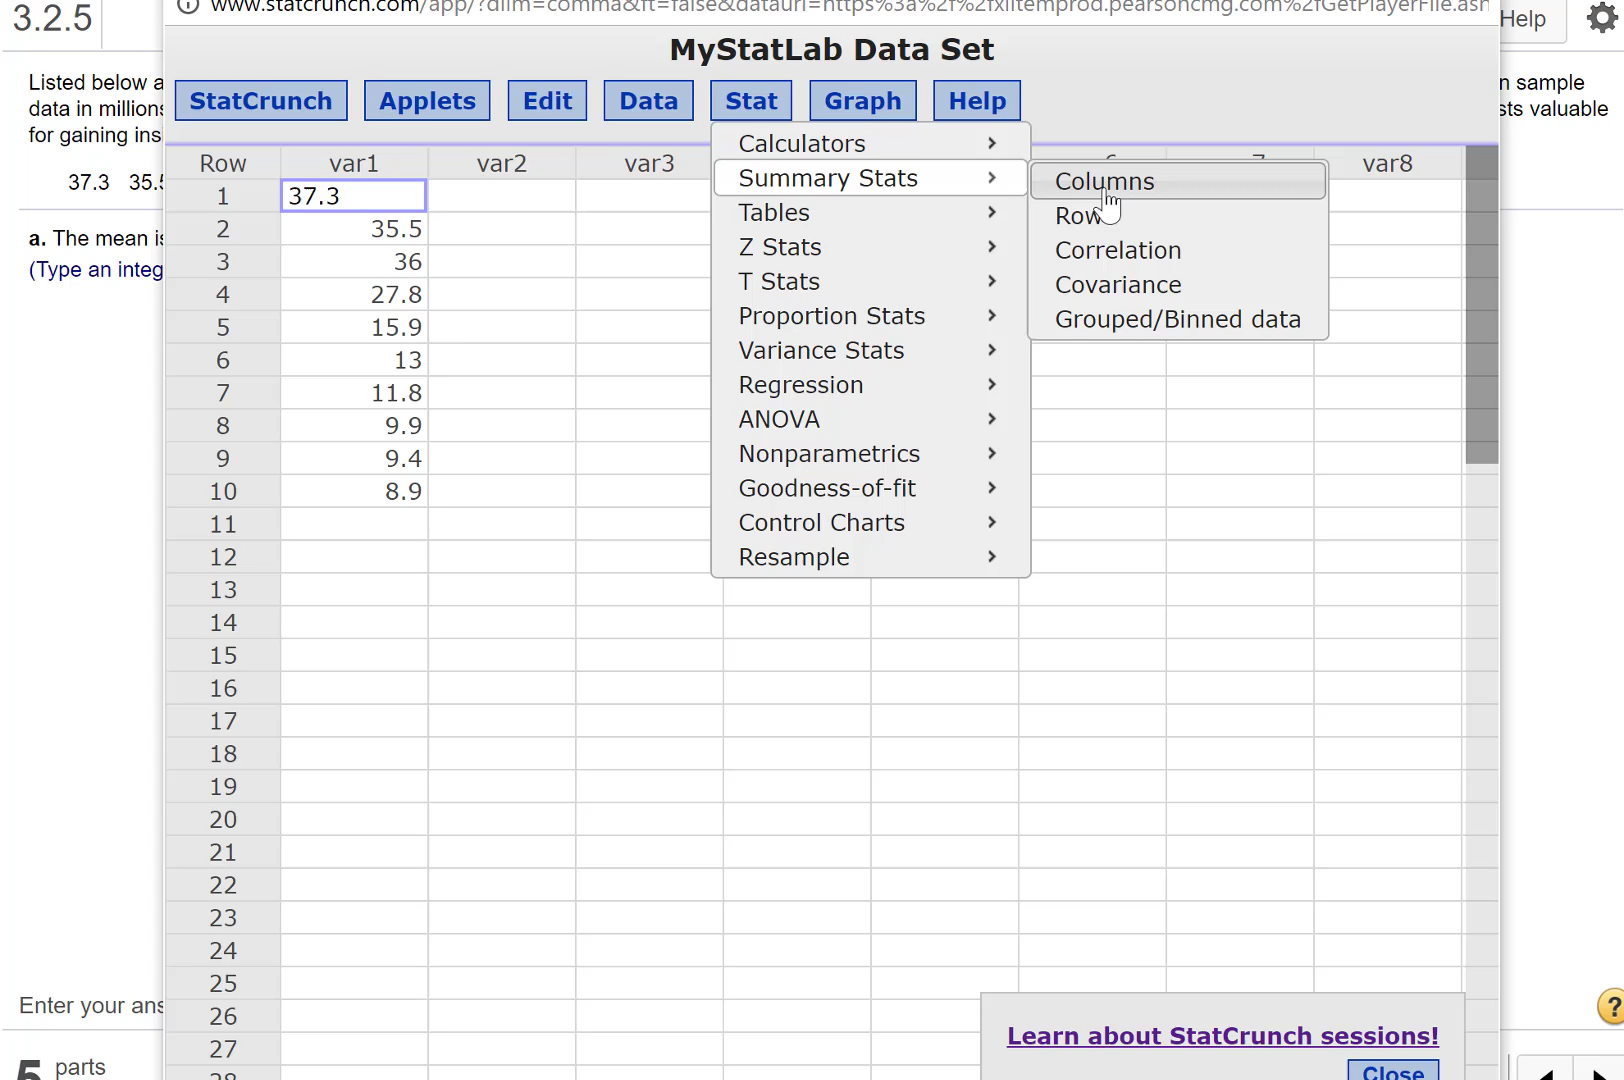 3.2.5
www.statcrunch.com/app/?dlim=comma&ft=false&dataurl=https%3a%2f%2fxlitemprod.pearsoncmg.com%2fGetPlayerFile.ash
Help
MyStatLab Data Set
Listed below a
data in millions
for gaining ins
n sample
sts valuable
37.3 35.5
a. The mean is
(Type an integ
StatCrunch Applets Edit Data Stat Graph Help
Row var1 var2 var3 var8
1 37.3
2 35.5
3 36
4 27.8
5 15.9
6 13
7 11.8
8 9.9
9 9.4
10 8.9
11
12
13
14
15
16
17
18
19
20
21
22
23
24
25
26
27
Calculators
Summary Stats
Tables
Z Stats
T Stats
Proportion Stats
Variance Stats
Regression
ANOVA
Nonparametrics
Goodness-of-fit
Control Charts
Resample
Columns
Row
Correlation
Covariance
Grouped/Binned data
Enter your ans
5 parts
Learn about StatCrunch sessions!
Close
?